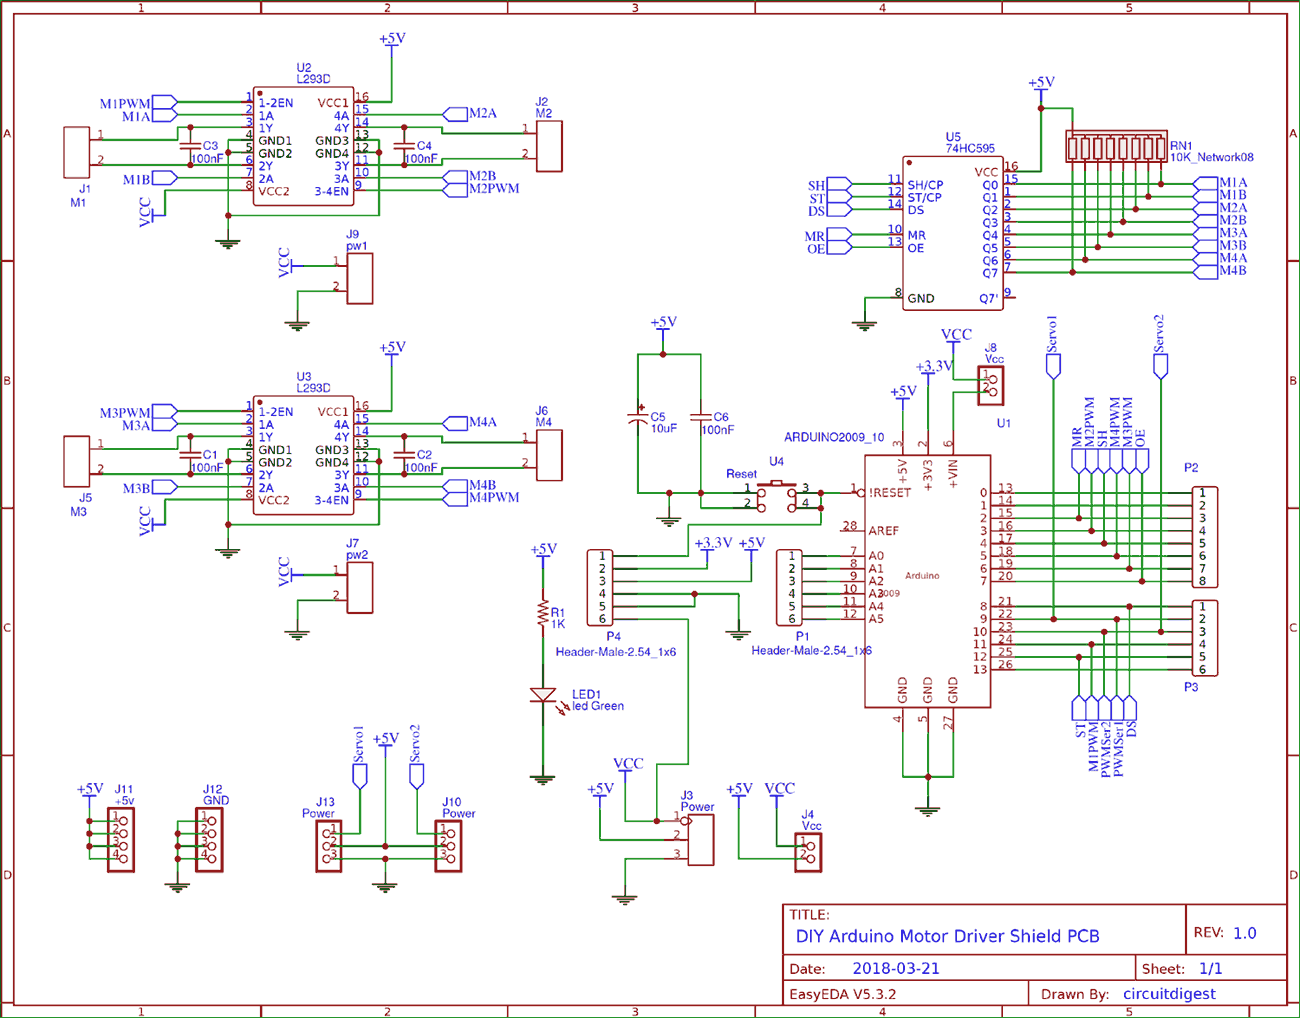 1 2 3 4 5
A
B
C
D
+5V
U2
L293D
M1PWM 1 1-2EN VCC1 16
M1A 2 1A 4A 15 M2A
3 1Y 4Y 14
4 GND1 GND3 13
5 GND2 GND4 12
6 2Y 3Y 11
M1B 7 2A 3A 10 M2B
8 VCC2 3-4EN 9 M2PWM
VCC
1
2
J1
M1
C3
100nF
C4
100nF
J2
M2
1
2
J9
pw1
VCC
1
2
+5V
U3
L293D
M3PWM 1 1-2EN VCC1 16
M3A 2 1A 4A 15 M4A
3 1Y 4Y 14
4 GND1 GND3 13
5 GND2 GND4 12
6 2Y 3Y 11
M3B 7 2A 3A 10 M4B
8 VCC2 3-4EN 9 M4PWM
VCC
1
2
J5
M3
C1
100nF
C2
100nF
J6
M4
1
2
J7
pw2
VCC
1
2
+5V
U5
74HC595
RN1
10K_Network08
VCC 16
SH 11 SH/CP Q0 15 M1A
ST 12 ST/CP Q1 1 M1B
DS 14 DS Q2 2 M2A
Q3 3 M2B
MR 10 MR Q4 4 M3A
OE 13 OE Q5 5 M3B
Q6 6 M4A
Q7 7 M4B
8 GND Q7' 9
+5V
C5
10uF
C6
100nF
Reset
U4
1 3
2 4
VCC
J8
Vcc
1
2
+3.3V
+5V
U1
ARDUINO2009_10
3 2 6
+5V +3V3 +VIN
1 !RESET
28 AREF
7 A0
8 A1
9 A2
10 A3
11 A4
12 A5
Arduino
2009
0 13
1 14
2 15
3 16
4 17
5 18
6 19
7 20
8 21
9 22
10 23
11 24
12 25
13 26
GND GND GND
4 5 27
Servo1
Servo2
MR
M2PWM
SH
M4PWM
M3PWM
OE
P2
1
2
3
4
5
6
7
8
1
2
3
4
5
6
P3
ST
M1PWM
PWMSer2
PWMSer1
DS
+5V
R1
1K
LED1
led Green
+3.3V +5V
1
2
3
4
5
6
P4
Header-Male-2.54_1x6
1
2
3
4
5
6
P1
Header-Male-2.54_1x6
+5V
J11
+5v
1
2
3
4
J12
GND
1
2
3
4
Servo1
+5V
Servo2
J13
Power
1
2
3
J10
Power
1
2
3
VCC
+5V
J3
Power
1
2
3
+5V VCC
J4
Vcc
1
2
TITLE:
DIY Arduino Motor Driver Shield PCB
REV: 1.0
Date: 2018-03-21
Sheet: 1/1
EasyEDA V5.3.2
Drawn By: circuitdigest
A
B
C
D
1 2 3 4 5